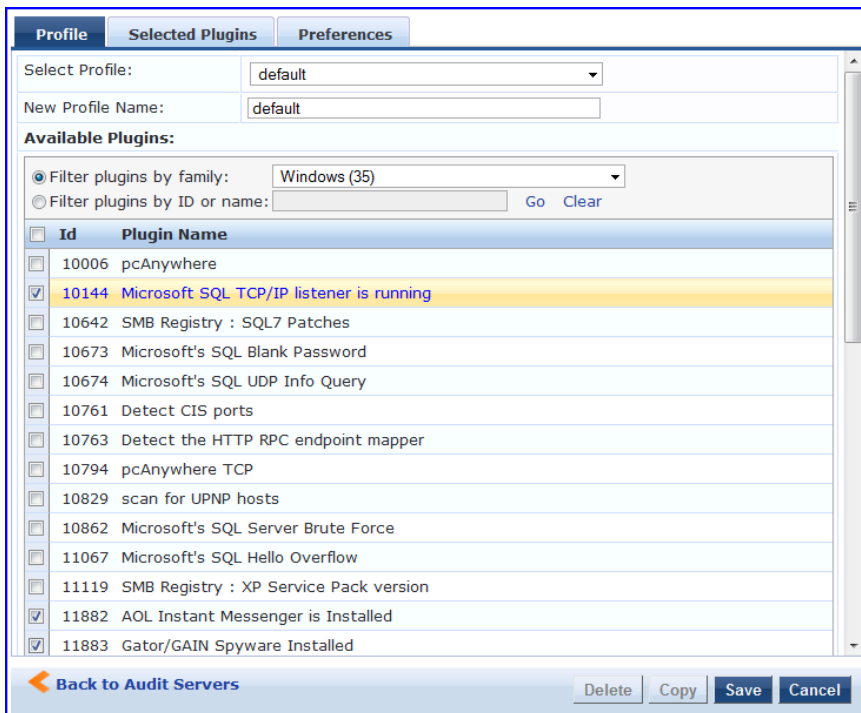 Profile Selected Plugins Preferences
Select Profile: default
New Profile Name: default
Available Plugins:
Filter plugins by family: Windows (35)
Filter plugins by ID or name: Go Clear
Id Plugin Name
10006 pcAnywhere
10144 Microsoft SQL TCP/IP listener is running
10642 SMB Registry : SQL7 Patches
10673 Microsoft's SQL Blank Password
10674 Microsoft's SQL UDP Info Query
10761 Detect CIS ports
10763 Detect the HTTP RPC endpoint mapper
10794 pcAnywhere TCP
10829 scan for UPNP hosts
10862 Microsoft's SQL Server Brute Force
11067 Microsoft's SQL Hello Overflow
11119 SMB Registry : XP Service Pack version
11882 AOL Instant Messenger is Installed
11883 Gator/GAIN Spyware Installed
Back to Audit Servers Delete Copy Save Cancel